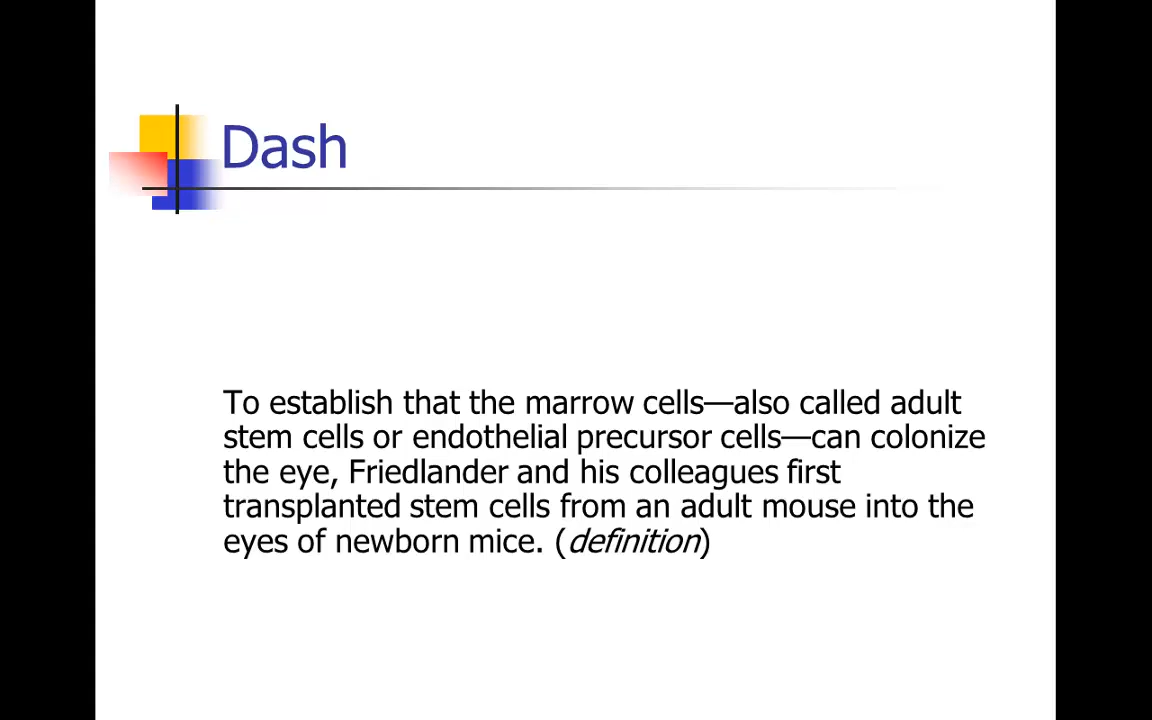 Dash
To establish that the marrow cells—also called adult
stem cells or endothelial precursor cells—can colonize
the eye, Friedlander and his colleagues first
transplanted stem cells from an adult mouse into the
eyes of newborn mice. (definition)